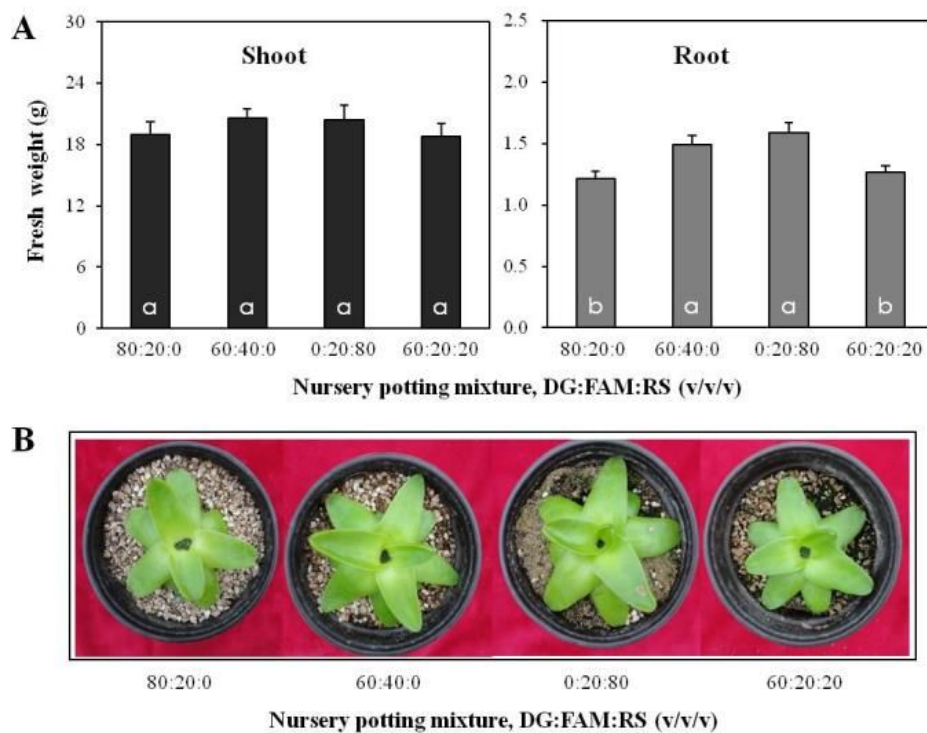 A
Shoot
Root
Fresh weight (g)
30
24
18
12
6
0
2.5
2.0
1.5
1.0
0.5
0.0
a a a a
b a a b
80:20:0 60:40:0 0:20:80 60:20:20
80:20:0 60:40:0 0:20:80 60:20:20
Nursery potting mixture, DG:FAM:RS (v/v/v)
B
80:20:0 60:40:0 0:20:80 60:20:20
Nursery potting mixture, DG:FAM:RS (v/v/v)